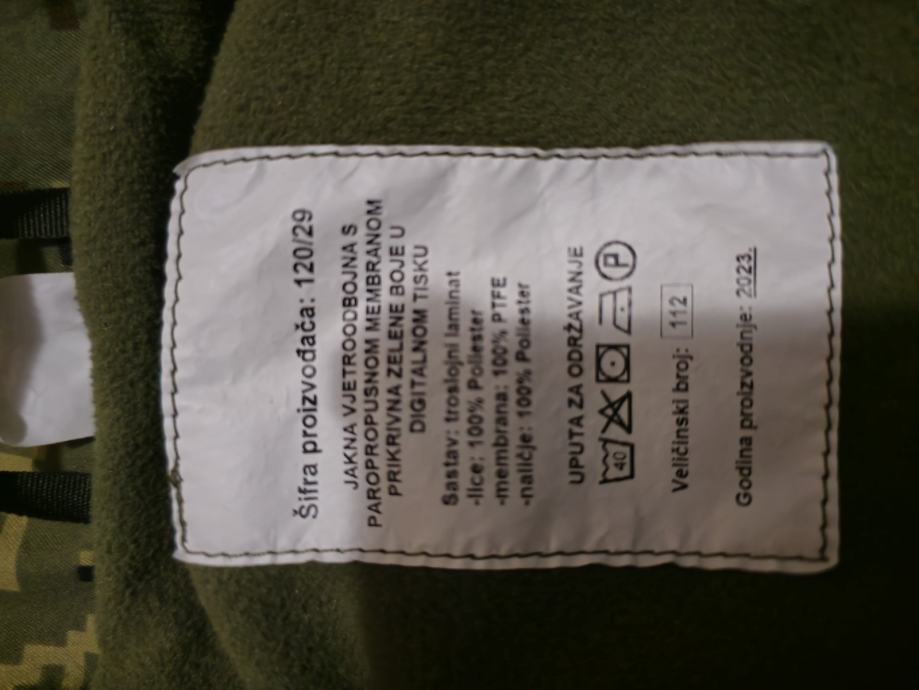 Šifra proizvođača: 120/29
JAKNA VJETROODBOJNA S
PAROPROPUSNOM MEMBRANOM
PRIKRIVNA ZELENE BOJE U
DIGITALNOM TISKU
Sastav: troslojni laminat
-lice: 100% Poliester
-membrana: 100% PTFE
-naličje: 100% Poliester
UPUTA ZA ODRŽAVANJE
40 P
Veličinski broj: 112
Godina proizvodnje: 2023.